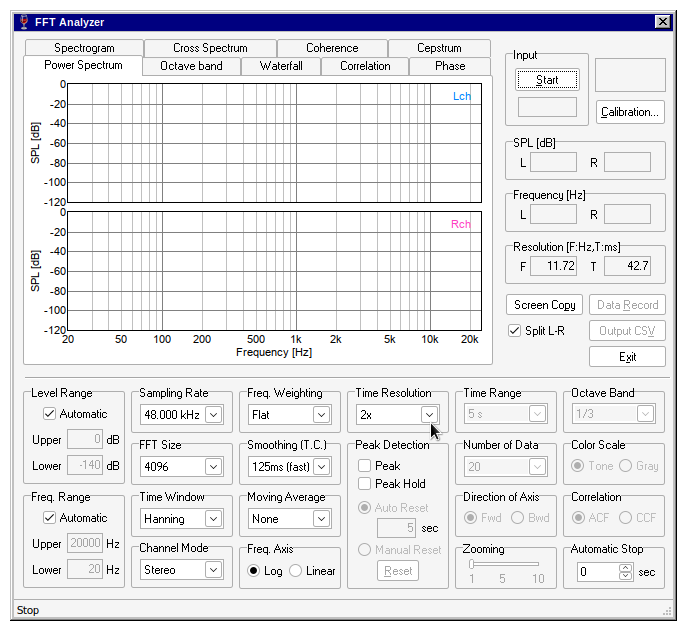 FFT Analyzer
Spectrogram Cross Spectrum Coherence Cepstrum
Power Spectrum Octave band Waterfall Correlation Phase
0
-20
-40
-60
-80
-100
-120
SPL [dB]
Lch
0
-20
-40
-60
-80
-100
-120
SPL [dB]
Rch
20 50 100 200 500 1k 2k 5k 10k 20k
Frequency [Hz]
Input
Start
Calibration...
SPL [dB]
L R
Frequency [Hz]
L R
Resolution [F:Hz,T:ms]
F 11.72 T 42.7
Screen Copy Data Record
Split L-R Output CSV
Exit
Level Range
Automatic
Upper 0 dB
Lower -140 dB
Freq. Range
Automatic
Upper 20000 Hz
Lower 20 Hz
Sampling Rate
48.000 kHz
FFT Size
4096
Time Window
Hanning
Channel Mode
Stereo
Freq. Weighting
Flat
Smoothing (T.C.)
125ms (fast)
Moving Average
None
Freq. Axis
Log Linear
Time Resolution
2x
Peak Detection
Peak
Peak Hold
Auto Reset
5 sec
Manual Reset
Reset
Time Range
5 s
Number of Data
20
Direction of Axis
Fwd Bwd
Zooming
1 5 10
Octave Band
1/3
Color Scale
Tone Gray
Correlation
ACF CCF
Automatic Stop
0 sec
Stop